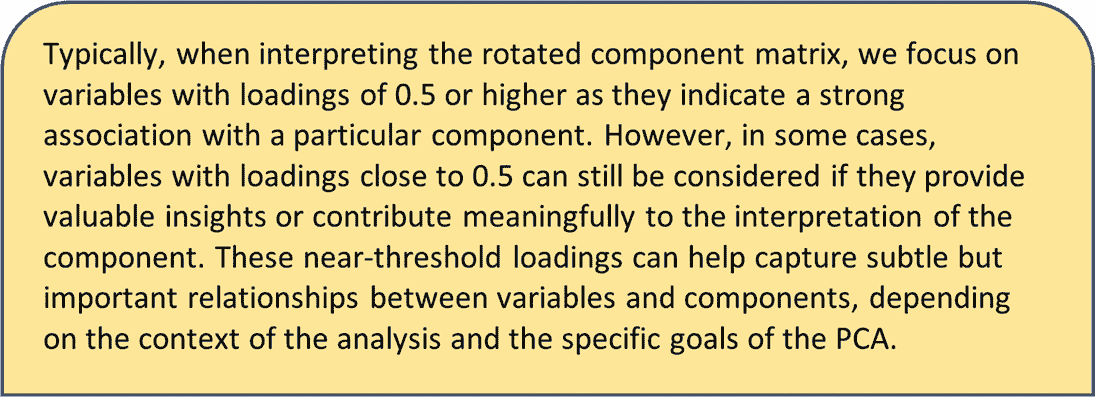 Typically, when interpreting the rotated component matrix, we focus on
variables with loadings of 0.5 or higher as they indicate a strong
association with a particular component. However, in some cases,
variables with loadings close to 0.5 can still be considered if they provide
valuable insights or contribute meaningfully to the interpretation of the
component. These near-threshold loadings can help capture subtle but
important relationships between variables and components, depending
on the context of the analysis and the specific goals of the PCA.